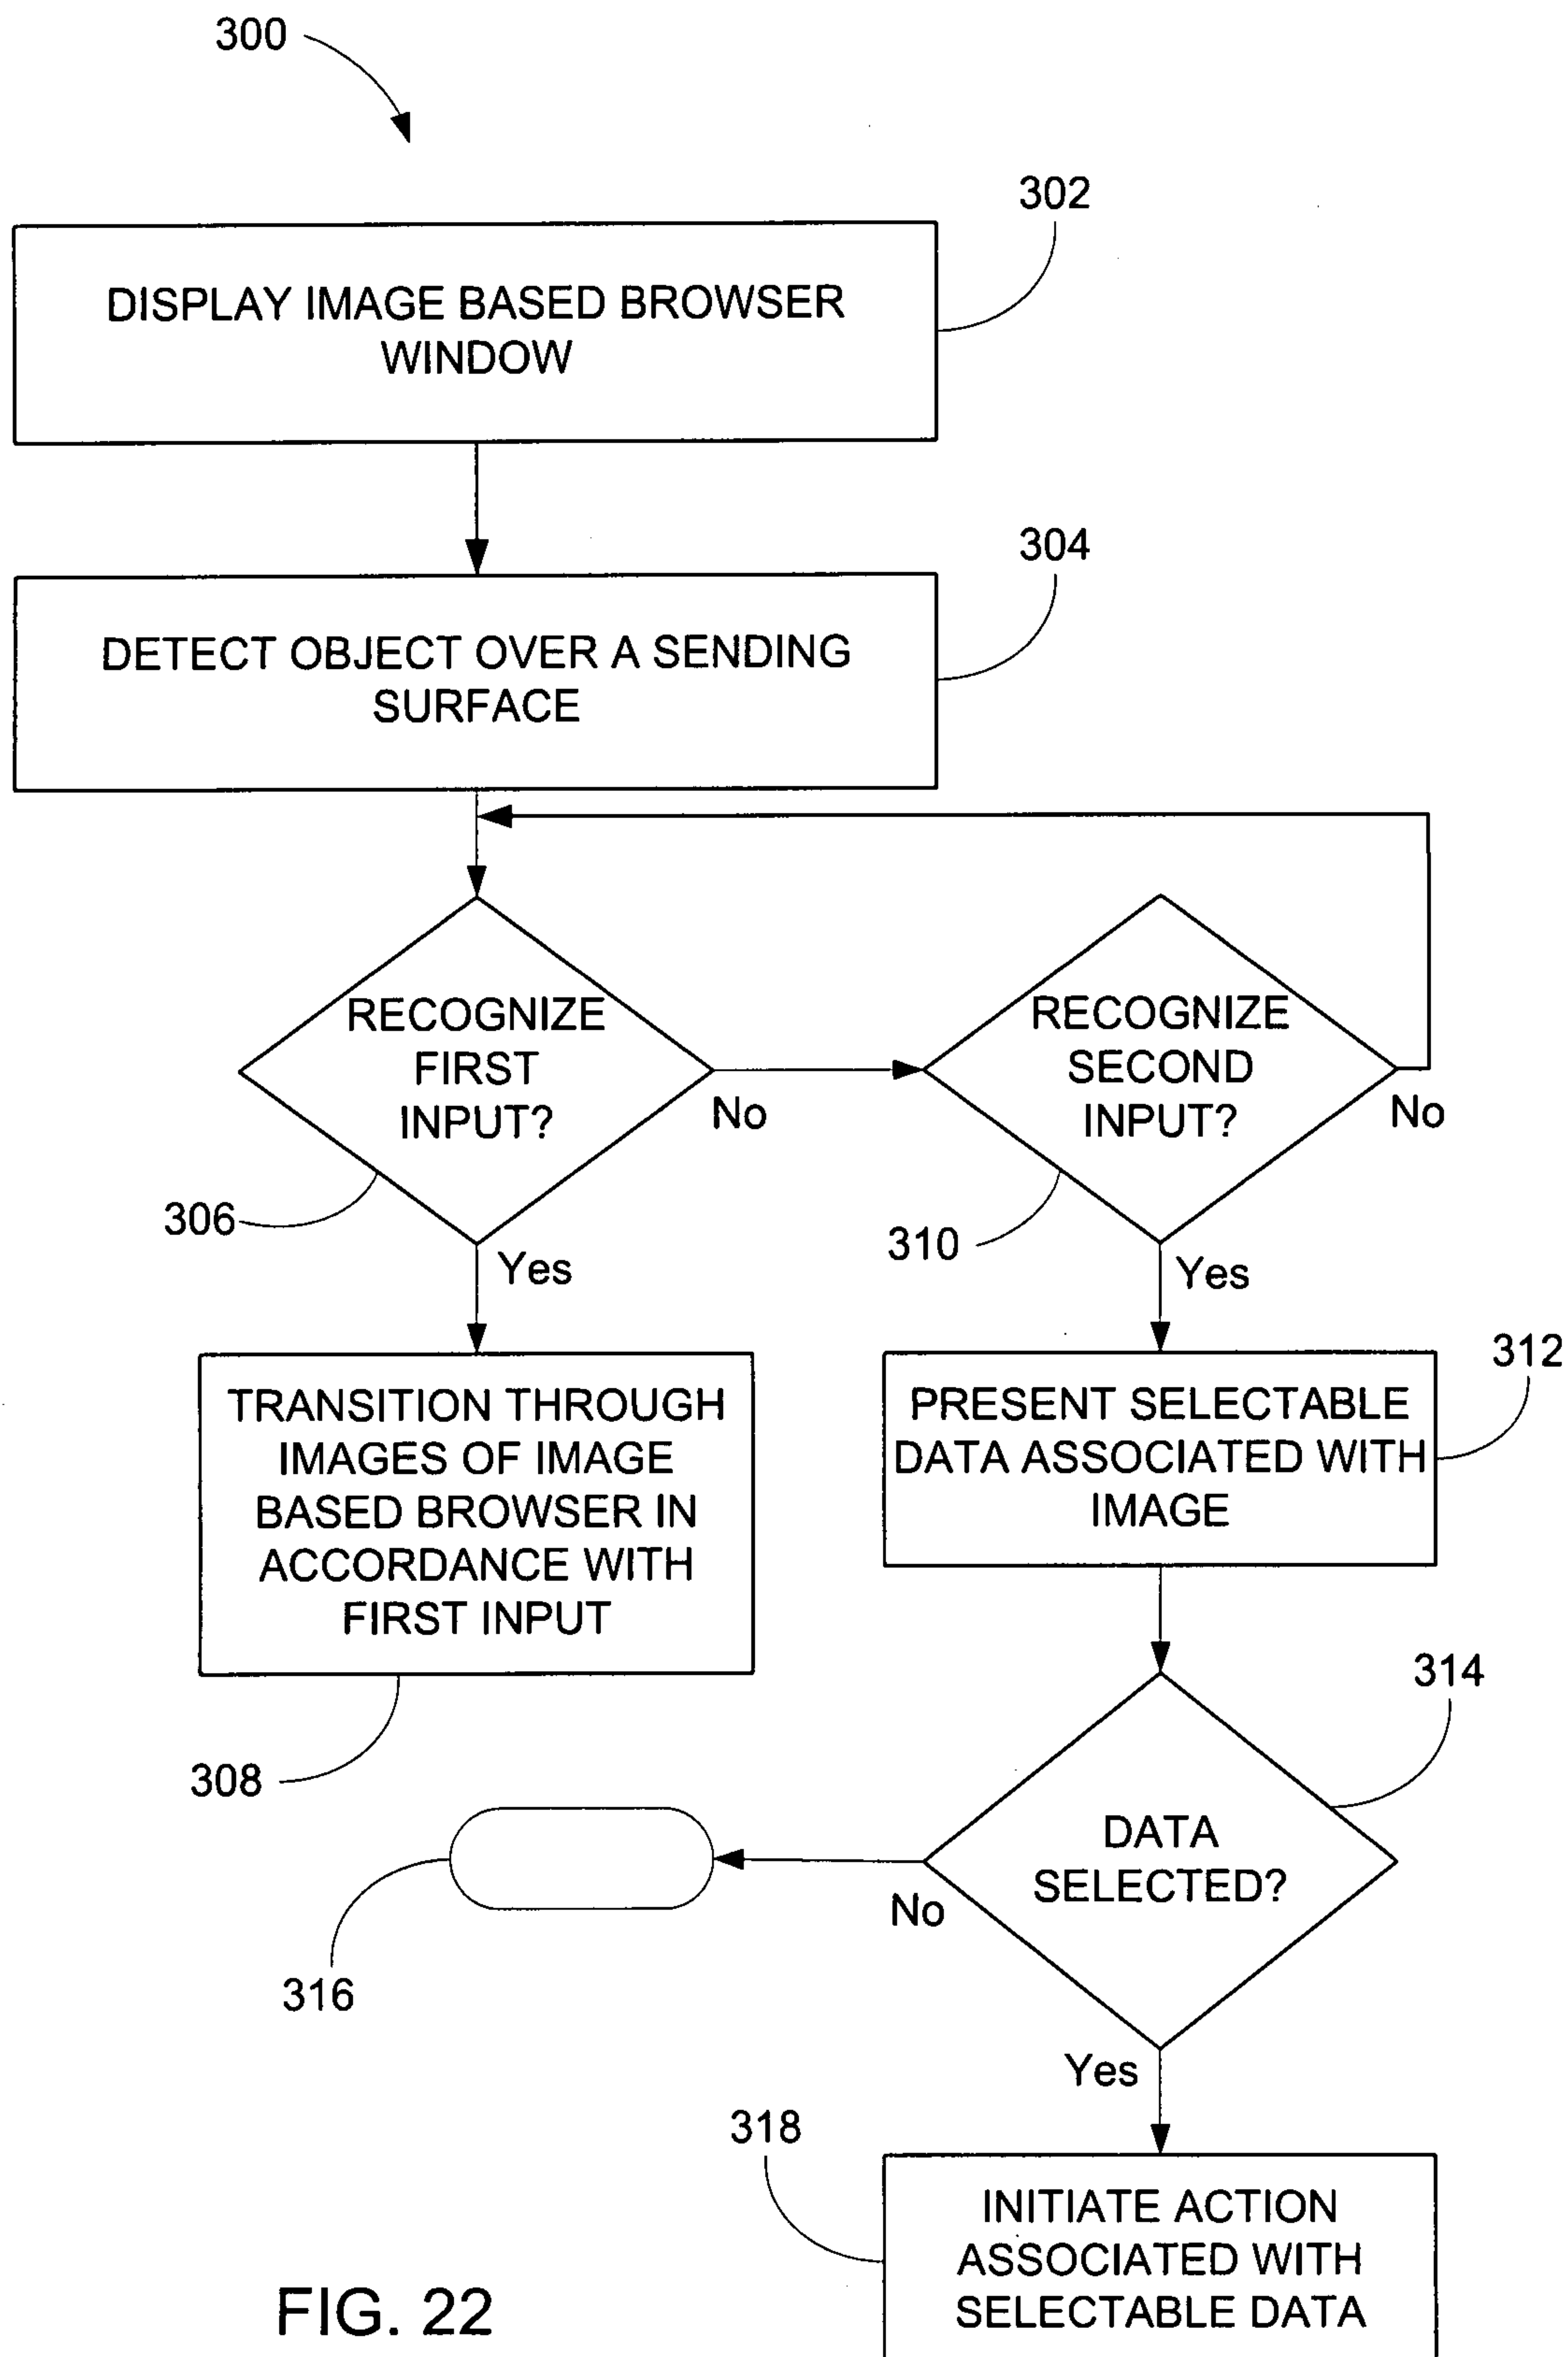 300
302
DISPLAY IMAGE BASED BROWSER
WINDOW
304
DETECT OBJECT OVER A SENDING
SURFACE
RECOGNIZE
FIRST
INPUT?
No
306
Yes
RECOGNIZE
SECOND
INPUT?
No
310
Yes
TRANSITION THROUGH
IMAGES OF IMAGE
BASED BROWSER IN
ACCORDANCE WITH
FIRST INPUT
308
312
PRESENT SELECTABLE
DATA ASSOCIATED WITH
IMAGE
314
DATA
SELECTED?
No
316
Yes
318
INITIATE ACTION
ASSOCIATED WITH
SELECTABLE DATA
FIG. 22